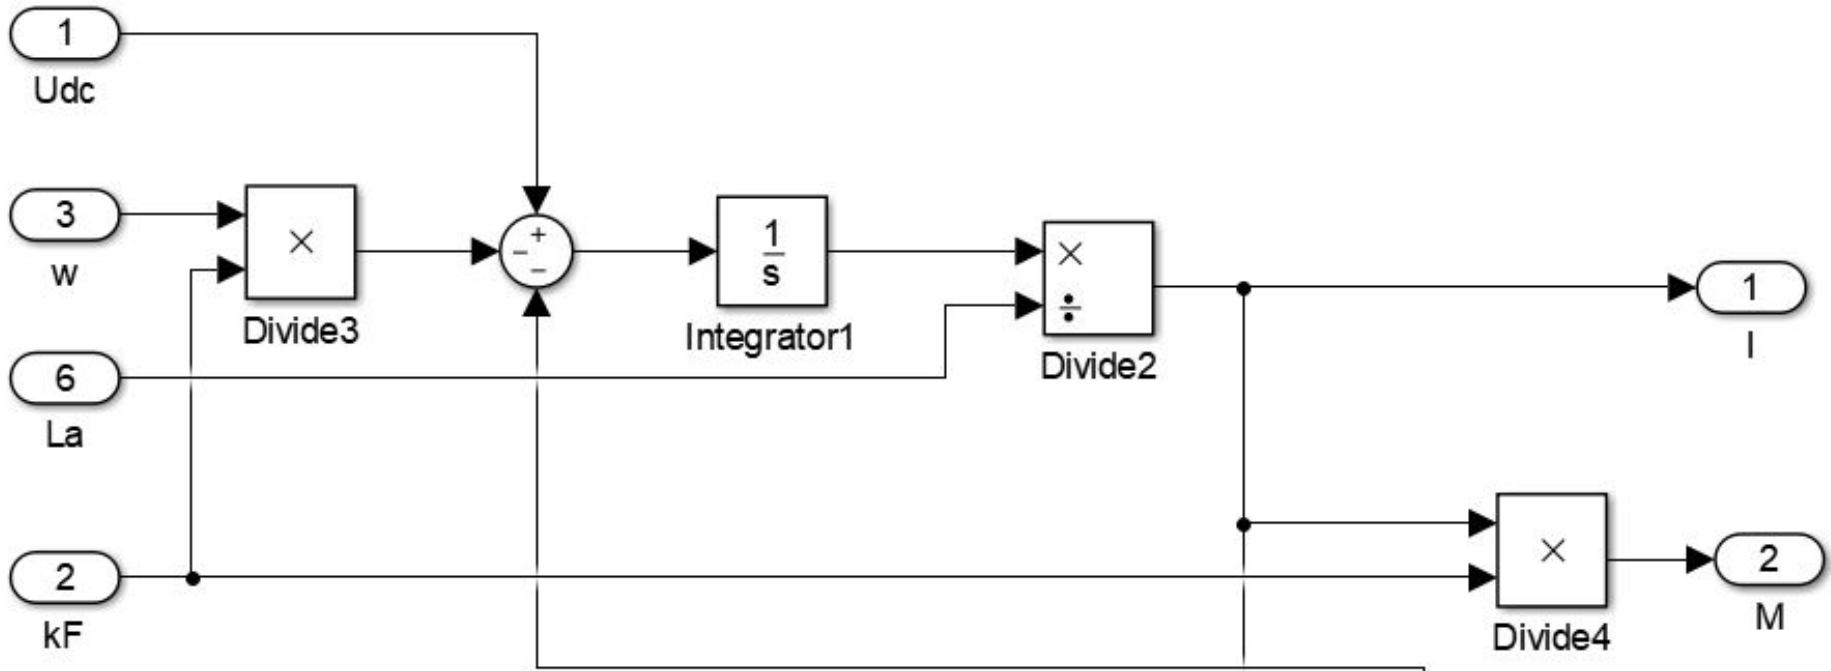 1
Udc
3
w
×
Divide3
+
−
−
1
s
Integrator1
×
÷
Divide2
1
I
6
La
2
kF
×
Divide4
2
M